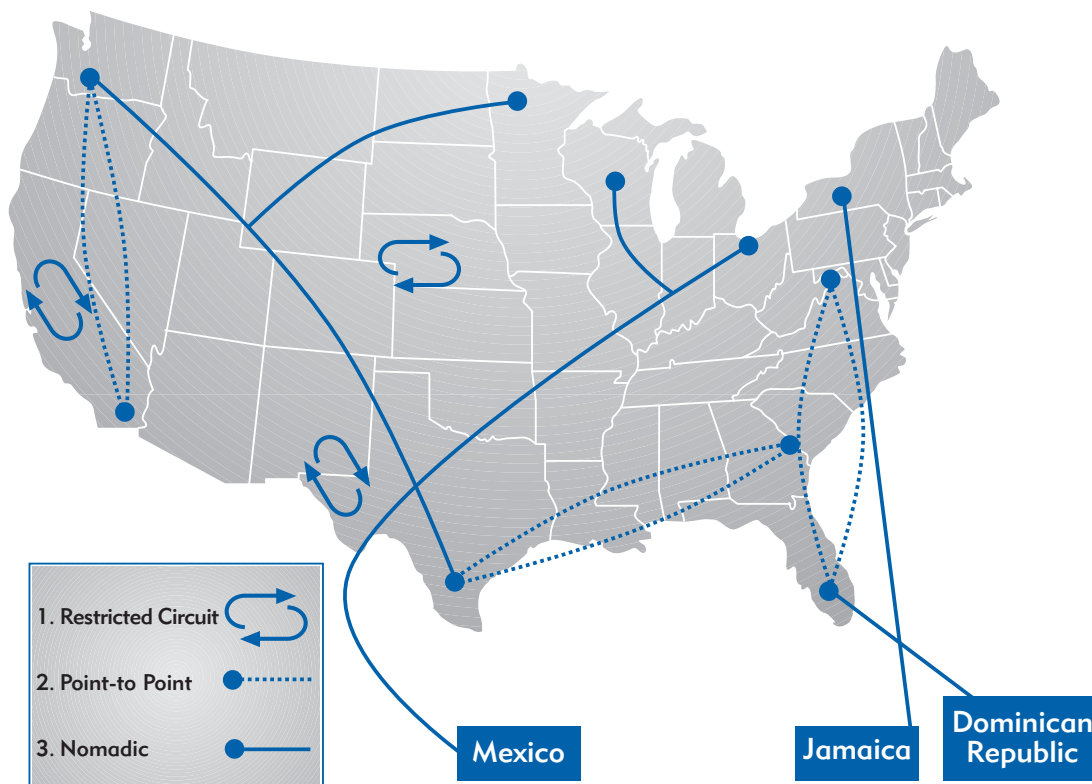 1. Restricted Circuit
2. Point-to Point
3. Nomadic
Mexico
Jamaica
Dominican
Republic